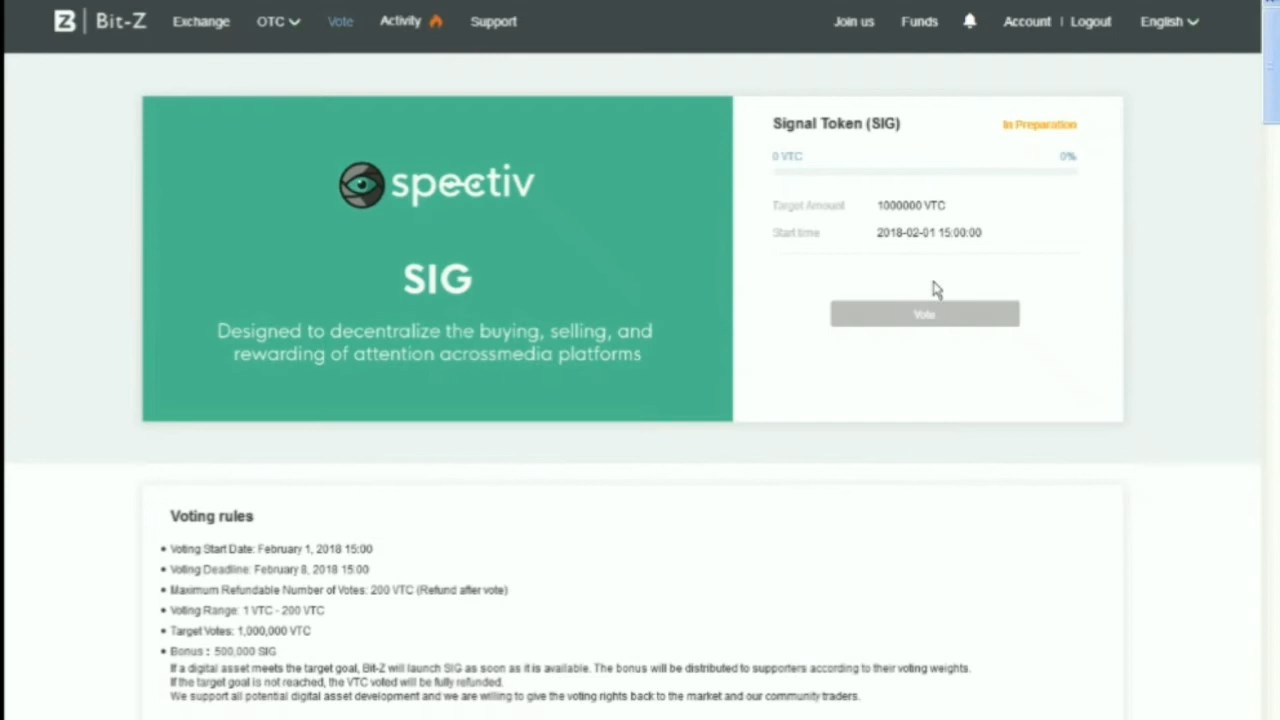 Bit-Z Exchange OTC Vote Activity Support Join us Funds Account | Logout English
spectiv
SIG
Designed to decentralize the buying, selling, and
rewarding of attention acrossmedia platforms
Signal Token (SIG) In Preparation
0 VTC 0%
Target Amount 1000000 VTC
Start time 2018-02-01 15:00:00
Vote
Voting rules
• Voting Start Date: February 1, 2018 15:00
• Voting Deadline: February 8, 2018 15:00
• Maximum Refundable Number of Votes: 200 VTC (Refund after vote)
• Voting Range: 1 VTC - 200 VTC
• Target Votes: 1,000,000 VTC
• Bonus : 500,000 SIG
If a digital asset meets the target goal, Bit-Z will launch SIG as soon as it is available. The bonus will be distributed to supporters according to their voting weights.
If the target goal is not reached, the VTC voted will be fully refunded.
We support all potential digital asset development and we are willing to give the voting rights back to the market and our community traders.